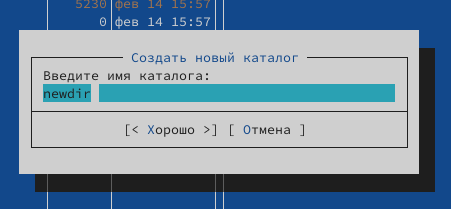 5230 фев 14 15:57
0 фев 14 15:57
Создать новый каталог
Введите имя каталога:
newdir
[< Хорошо >] [ Отмена ]